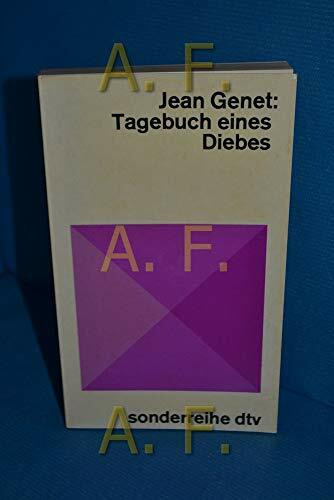 A. F.
Jean Genet:
Tagebuch eines
Diebes
A. F.
sonderreihe dtv
A. F.